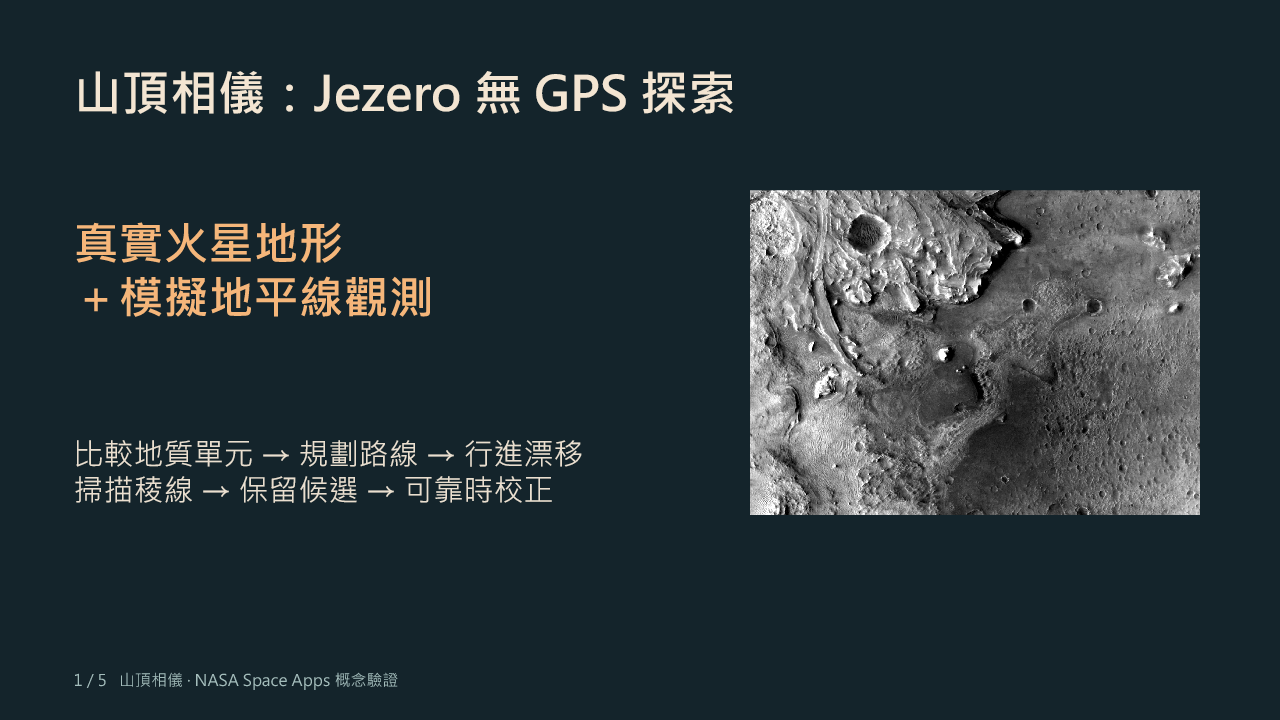 山頂相儀：Jezero 無 GPS 探索
真實火星地形
＋模擬地平線觀測
比較地質單元 → 規劃路線 → 行進漂移
掃描稜線 → 保留候選 → 可靠時校正
1 / 5 山頂相儀 · NASA Space Apps 概念驗證